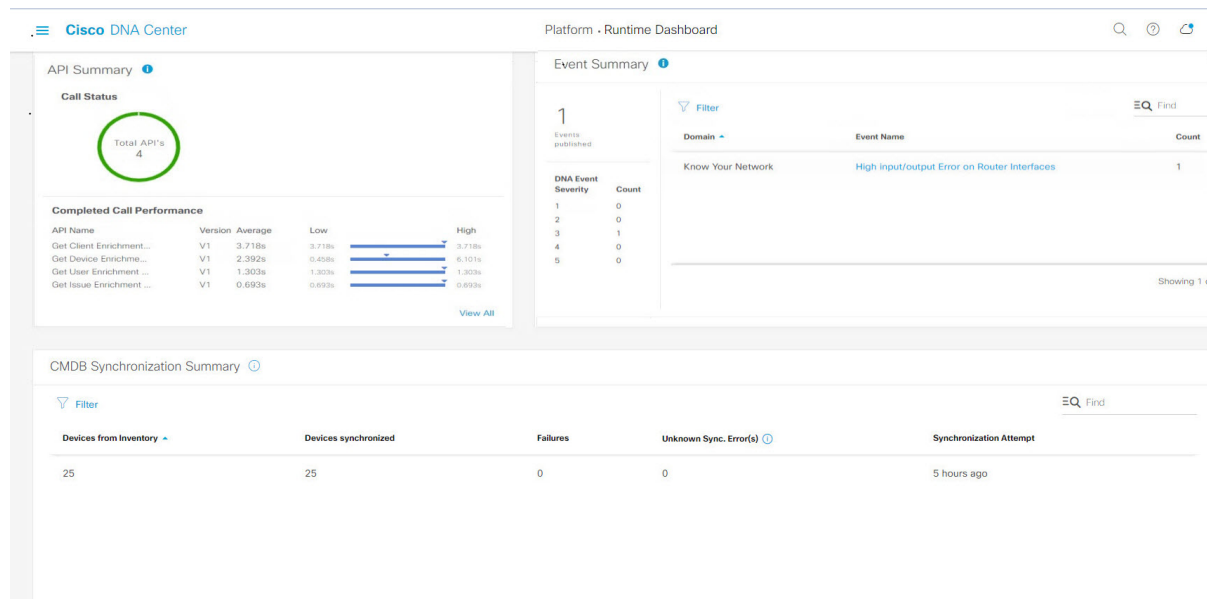 Cisco DNA Center
Platform • Runtime Dashboard
API Summary
Call Status
Total API's
4
Completed Call Performance
API Name Version Average Low High
Get Client Enrichment... V1 3.718s 3.718s 3.718s
Get Device Enrichme... V1 2.392s 0.458s 6.101s
Get User Enrichment ... V1 1.303s 1.303s 1.303s
Get Issue Enrichment ... V1 0.693s 0.693s 0.693s
View All
Event Summary
1
Events
published
DNA Event
Severity Count
1 0
2 0
3 1
4 0
5 0
Filter
Find
Domain Event Name Count
Know Your Network High input/output Error on Router Interfaces 1
Showing 1
CMDB Synchronization Summary
Filter
Find
Devices from Inventory Devices synchronized Failures Unknown Sync. Error(s) Synchronization Attempt
25 25 0 0 5 hours ago